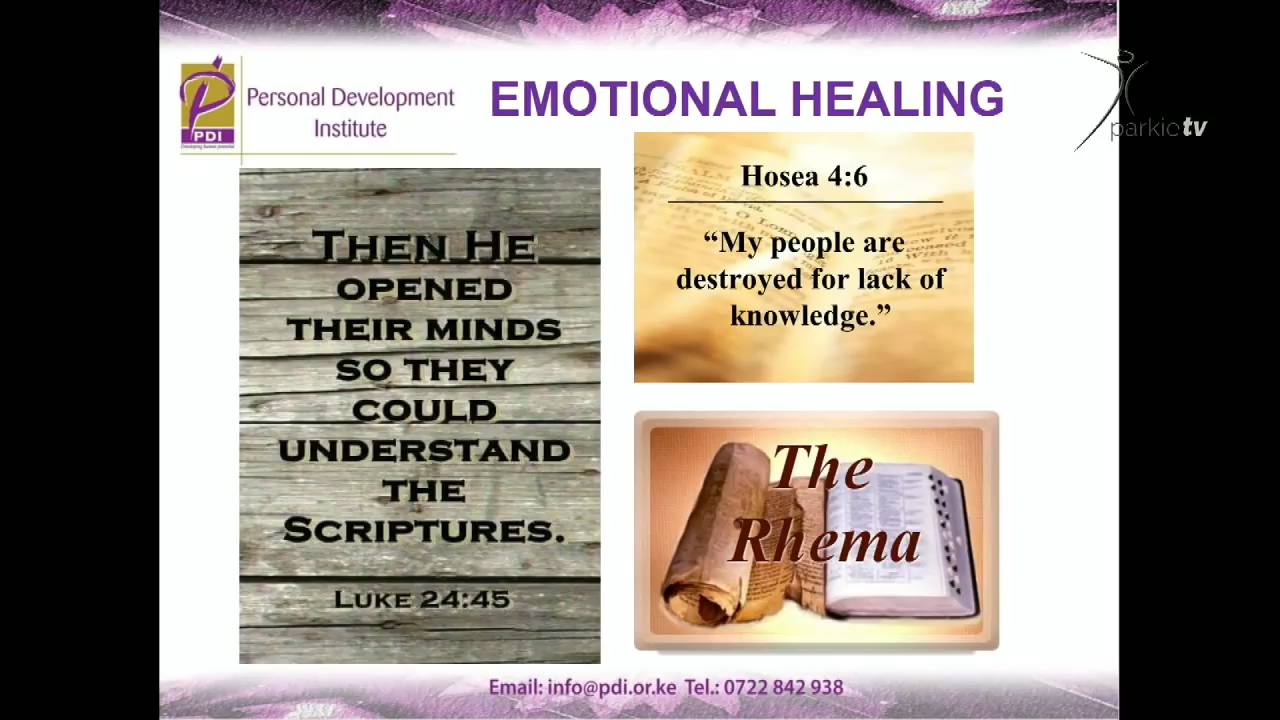 EMOTIONAL HEALING
Personal Development
Institute
PDI
parkiotv
THEN HE
OPENED
THEIR MINDS
SO THEY
COULD
UNDERSTAND
THE
SCRIPTURES.
LUKE 24:45
Hosea 4:6
“My people are
destroyed for lack of
knowledge.”
The
Rhema
Email: info@pdi.or.ke Tel.: 0722 842 938